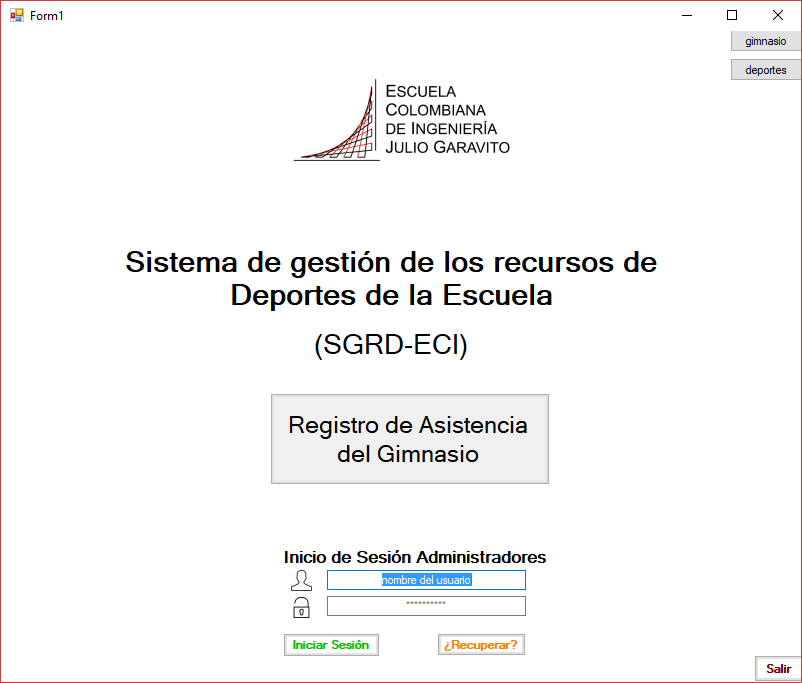 Form1
gimnasio
deportes
ESCUELA
COLOMBIANA
DE INGENIERÍA
JULIO GARAVITO
Sistema de gestión de los recursos de
Deportes de la Escuela
(SGRD-ECI)
Registro de Asistencia
del Gimnasio
Inicio de Sesión Administradores
nombre del usuario
**********
Iniciar Sesión
¿Recuperar?
Salir